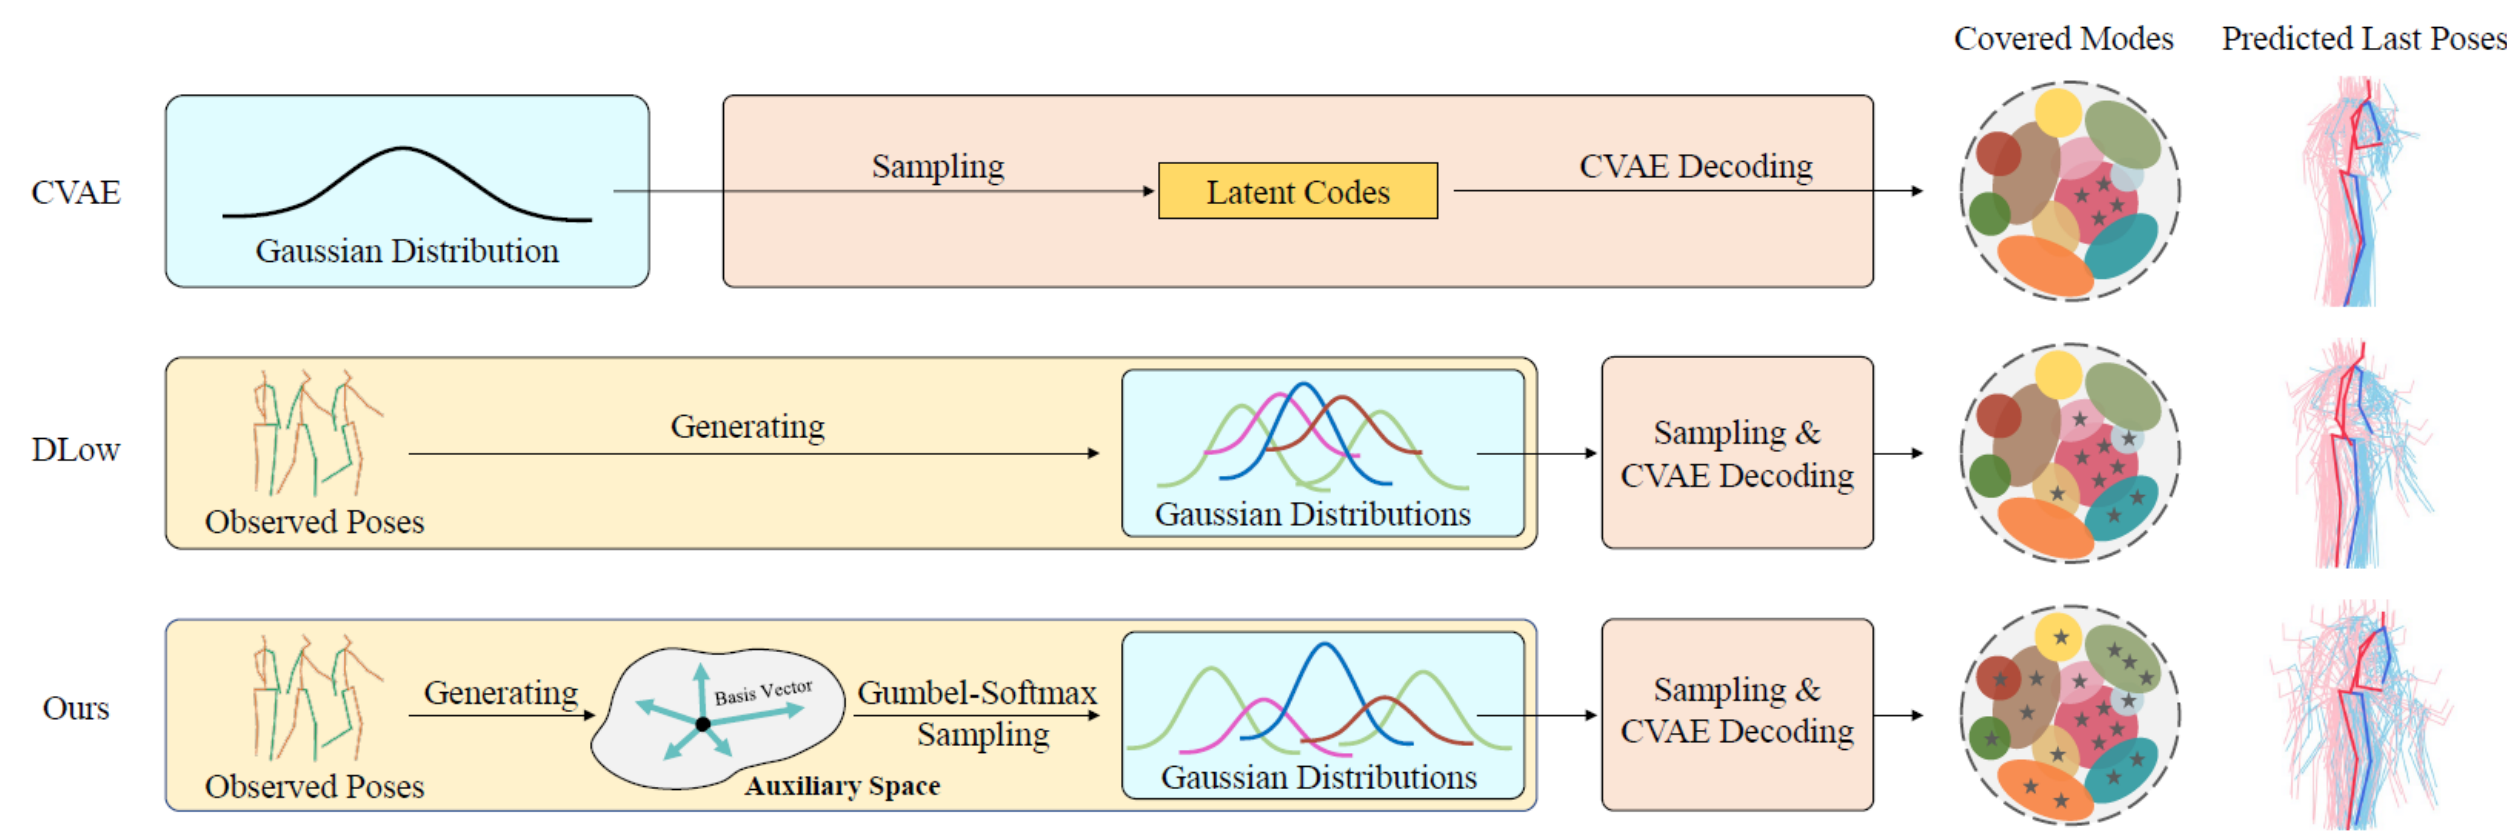 Covered Modes
Predicted Last Poses
CVAE
Gaussian Distribution
Sampling
Latent Codes
CVAE Decoding
DLow
Observed Poses
Generating
Gaussian Distributions
Sampling &
CVAE Decoding
Ours
Observed Poses
Generating
Basis Vector
Auxiliary Space
Gumbel-Softmax
Sampling
Gaussian Distributions
Sampling &
CVAE Decoding